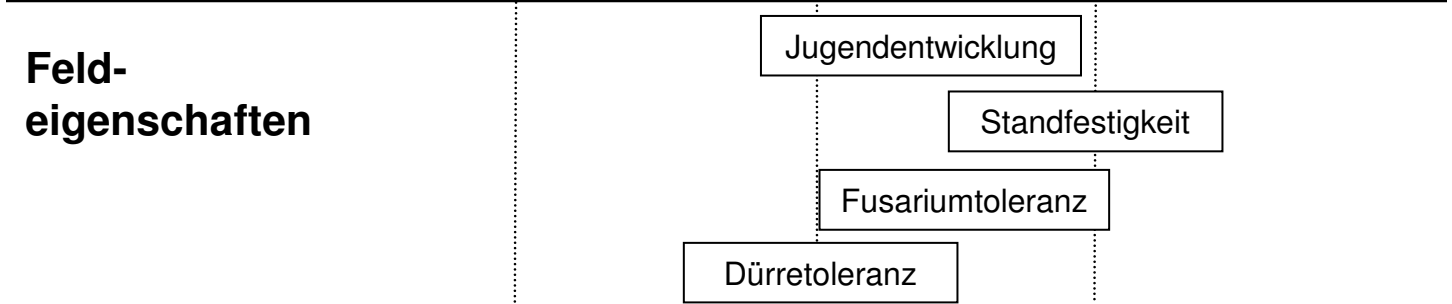 Feld-
eigenschaften
Jugendentwicklung
Standfestigkeit
Fusariumtoleranz
Dürretoleranz